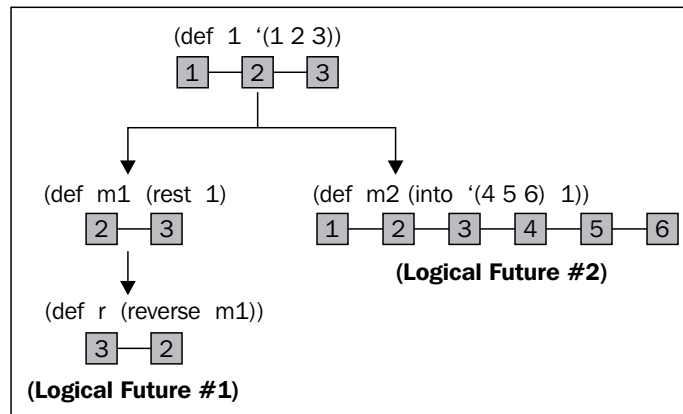 (def 1 ‘(1 2 3))
1 2 3
(def m1 (rest 1)
2 3
(def r (reverse m1))
3 2
(Logical Future #1)
(def m2 (into ‘(4 5 6) 1))
1 2 3 4 5 6
(Logical Future #2)